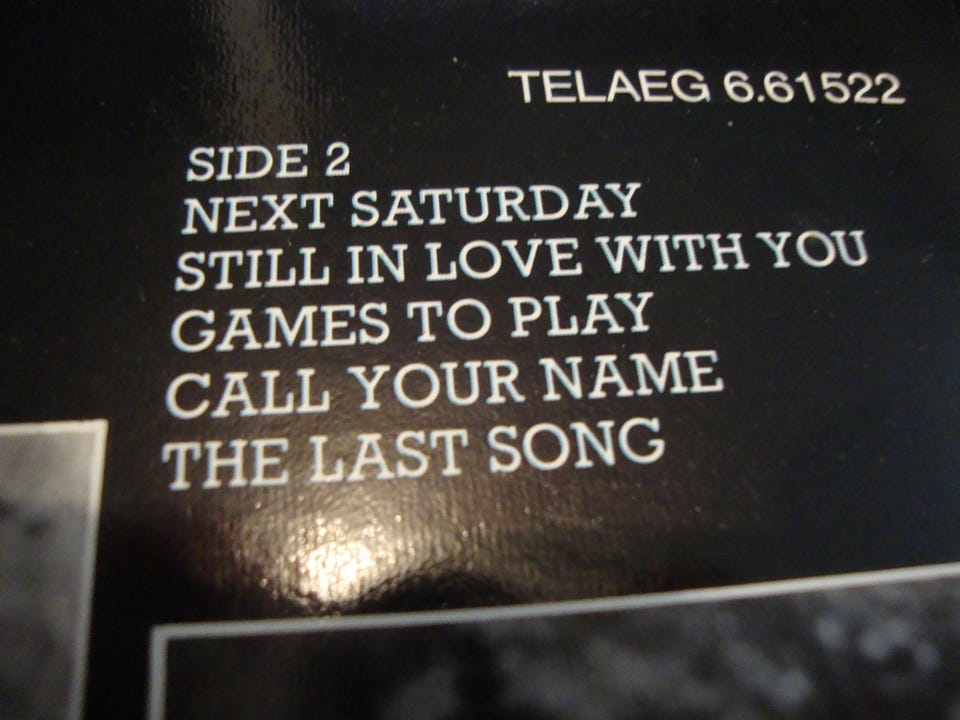 TELAEG 6.61522
SIDE 2
NEXT SATURDAY
STILL IN LOVE WITH YOU
GAMES TO PLAY
CALL YOUR NAME
THE LAST SONG